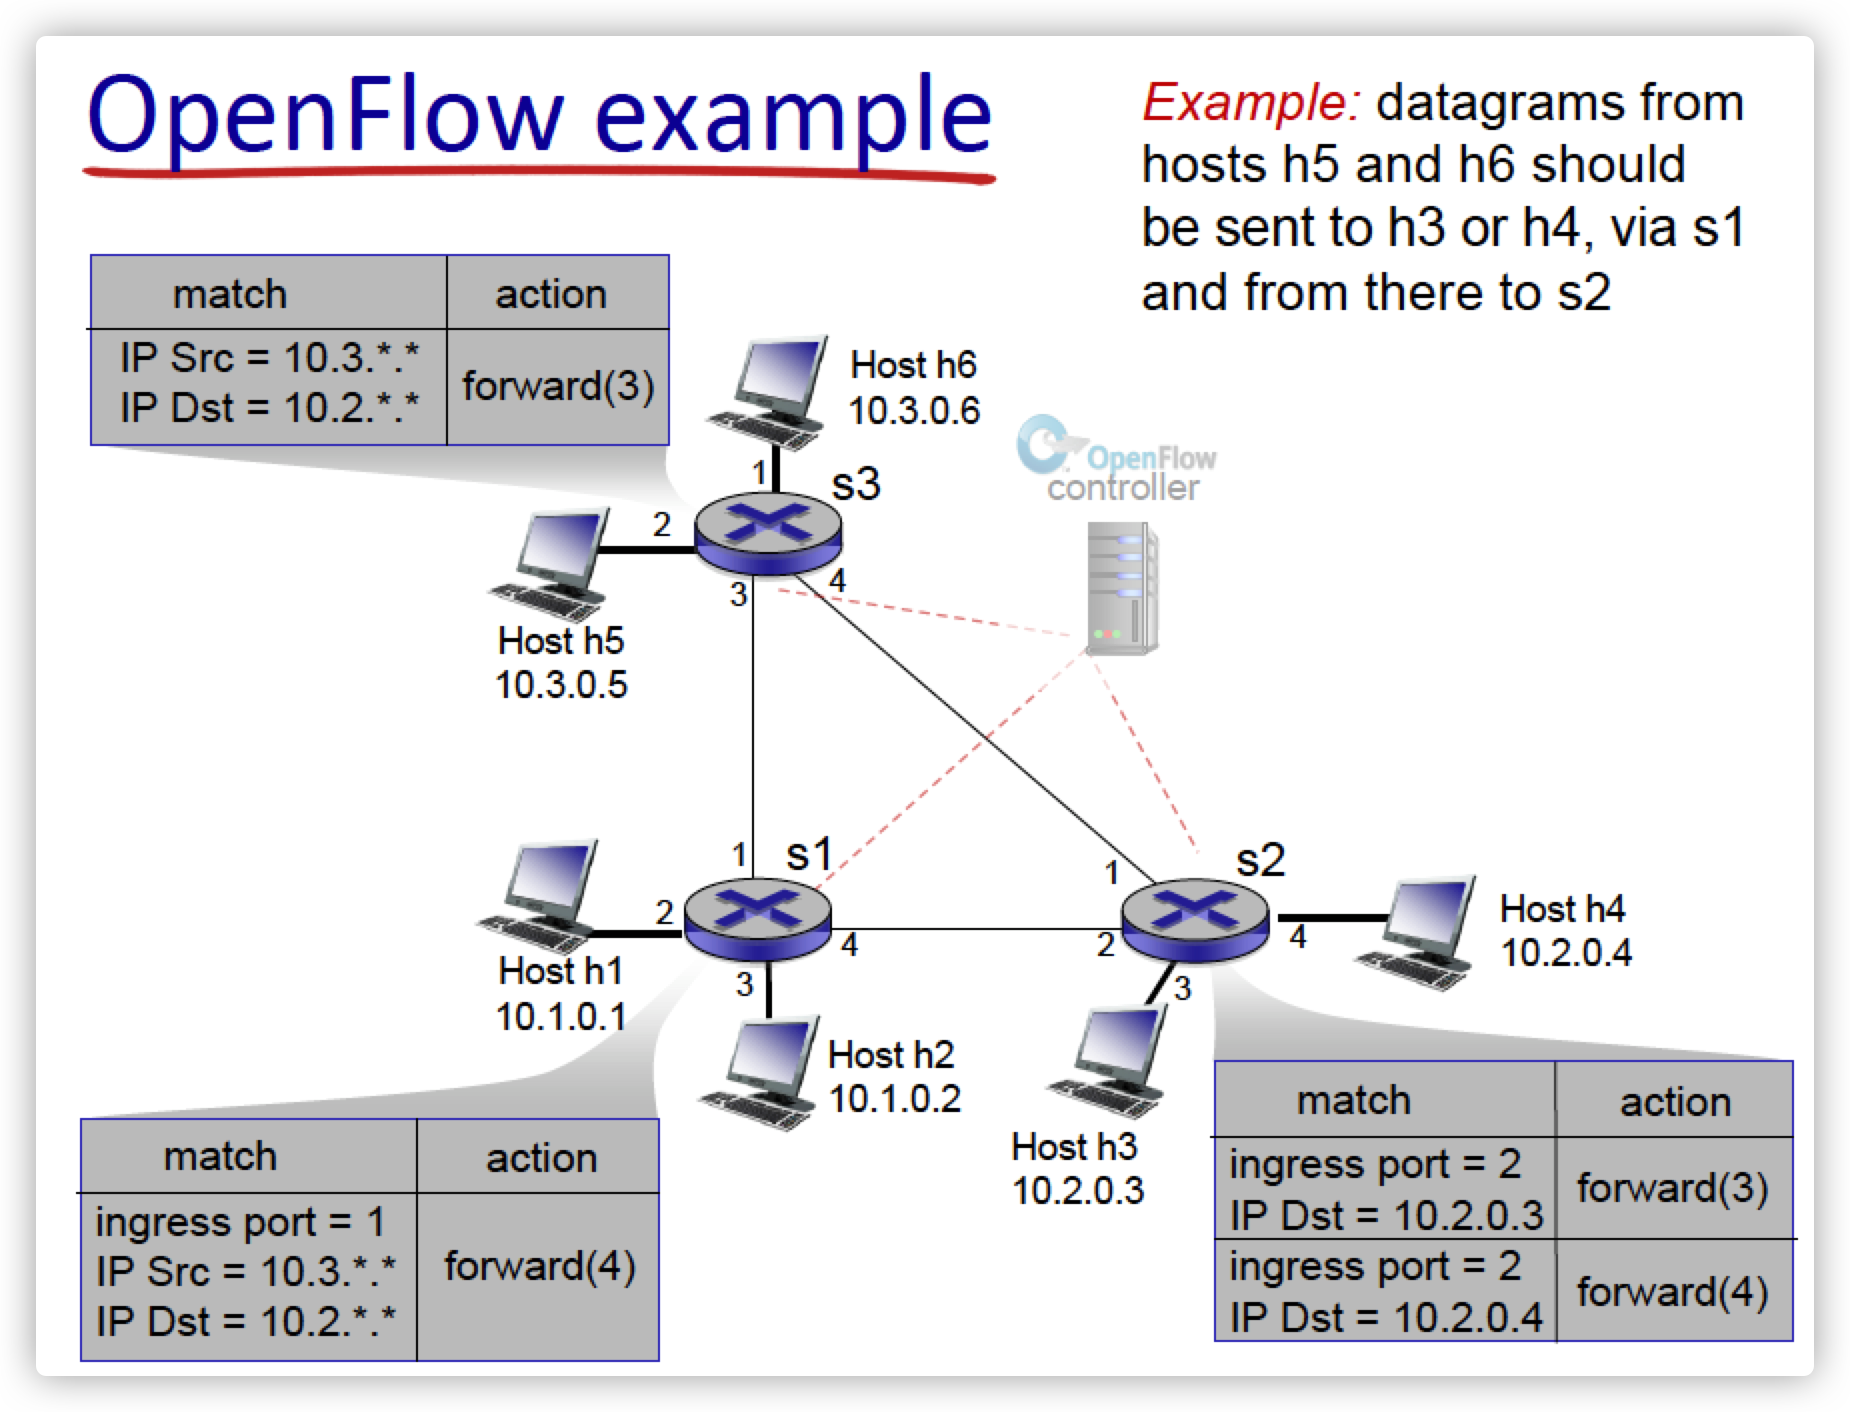 OpenFlow example
Example: datagrams from
hosts h5 and h6 should
be sent to h3 or h4, via s1
and from there to s2
match action
IP Src = 10.3.*.*
IP Dst = 10.2.*.*
forward(3)
Host h6
10.3.0.6
OpenFlow
controller
1
s3
2
3
4
Host h5
10.3.0.5
1
s1
2
3
4
Host h1
10.1.0.1
Host h2
10.1.0.2
1
s2
2
3
4
Host h4
10.2.0.4
Host h3
10.2.0.3
match action
ingress port = 1
IP Src = 10.3.*.*
IP Dst = 10.2.*.*
forward(4)
match action
ingress port = 2
IP Dst = 10.2.0.3
forward(3)
ingress port = 2
IP Dst = 10.2.0.4
forward(4)